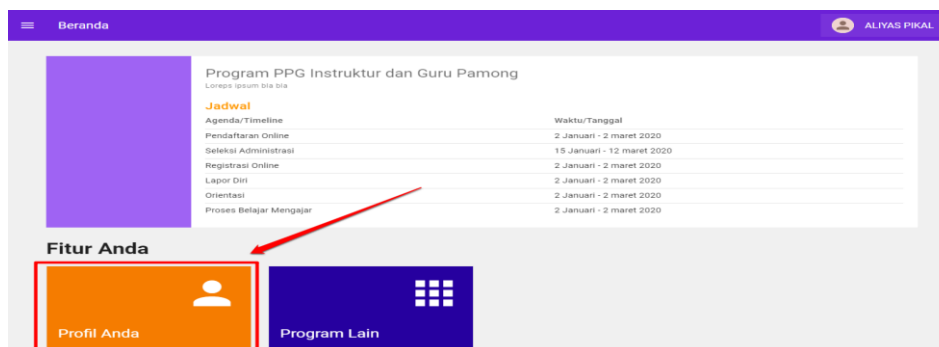 Beranda
ALIYAS PIKAL
Program PPG Instruktur dan Guru Pamong
Loreps ipsum bla bla
Jadwal
Agenda/Timeline Waktu/Tanggal
Pendaftaran Online 2 Januari - 2 maret 2020
Seleksi Administrasi 15 Januari - 12 maret 2020
Registrasi Online 2 Januari - 2 maret 2020
Lapor Diri 2 Januari - 2 maret 2020
Orientasi 2 Januari - 2 maret 2020
Proses Belajar Mengajar 2 Januari - 2 maret 2020
Fitur Anda
Profil Anda
Program Lain